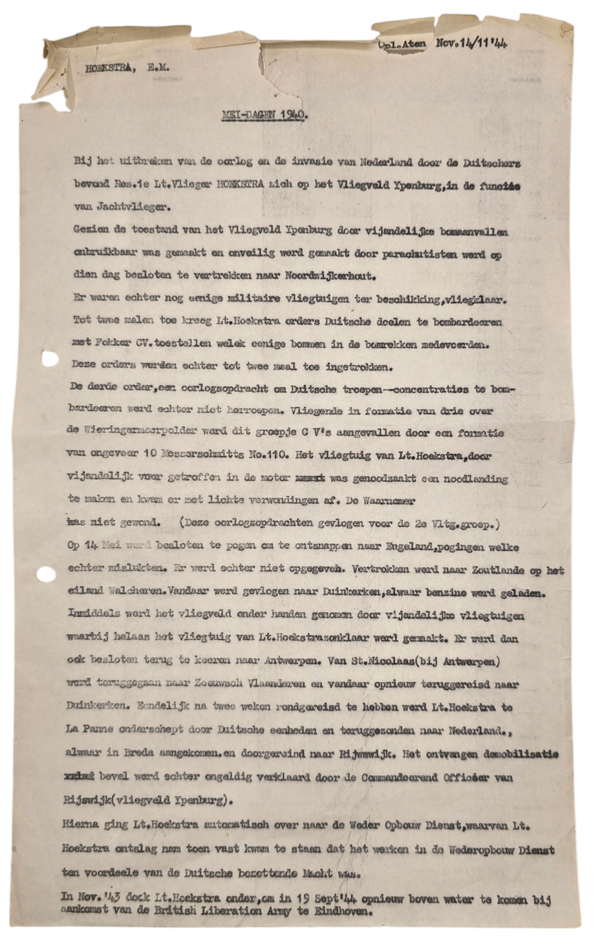 Opl.Aten Nov.14/11'44
HOEKSTRA, E.M.
MEI-DAGEN 1940.
Bij het uitbreken van de oorlog en de invasie van Nederland door de Duitschers
bevond Res.1e Lt.Vlieger HOEKSTRA zich op het Vliegveld Ypenburg,in de functie
van Jachtvlieger.
Gezien de toestand van het Vliegveld Ypenburg door vijandelijke bomaanvallen
onbruikbaar was gemaakt en onveilig werd gemaakt door parachutisten werd op
dien dag besloten te vertrekken naar Noordwijkerhout.
Er waren echter nog eenige militaire vliegtuigen ter beschikking,vliegklaar.
Tot twee malen toe kreeg Lt.Hoekstra orders Duitsche doelen te bombardeeren
met Fokker CV.toestellen welek eenige bommen in de bomrekken medevoerden.
Deze orders werden echter tot twee maal toe ingetrokken.
De derde order,een oorlogsopdracht om Duitsche troepen--concentraties te bom-
bardeeren werd echter niet herroepen. Vliegende in formatie van drie over
de Wieringermeerpolder werd dit groepje C V's aangevallen door een formatie
van ongeveer 10 Messerschmitts No.110. Het vliegtuig van Lt.Hoekstra,door
vijandelijk vuur getroffen in de motor was genoodzaakt een noodlanding
te maken en kwam er met lichte verwondingen af. De Waarnemer
was niet gewond. (Deze oorlogsopdrachten gevlogen voor de 2e Vltg.groep.)
Op 14 Mei werd besloten te pogen om te ontsnappen naar Engeland,pogingen welke
echter mislukten. Er werd echter niet opgegeven. Vertrokken werd naar Zoutlande op het
eiland Walcheren.Vandaar werd gevlogen naar Duinkerken,alwaar benzine werd geladen.
Inmiddels werd het vliegveld onder handen genomen door vijandelijke vliegtuigen
waarbij helaas het vliegtuig van Lt.Hoekstrazonklaar werd gemaakt. Er werd dan
ook besloten terug te keeren naar Antwerpen. Van St.Nicolaas(bij Antwerpen)
werd teruggegaan naar Zeeuwsch Vlaanderen en vandaar opnieuw teruggereisd naar
Duinkerken. Eendelijk na twee weken rondgereisd te hebben werd Lt.Hoekstra te
La Panne onderschept door Duitsche eenheden en teruggezonden naar Nederland.,
alwaar in Breda aangekomen.en doorgereisd naar Rijswijk. Het ontvangen demobilisatie
bevel werd echter ongeldig verklaard door de Commandeerend Officier van
Rijswijk(vliegveld Ypenburg).
Hierna ging Lt.Hoekstra automatisch over naar de Weder Opbouw Dienst,waarvan Lt.
Hoekstra ontslag nam toen vast kwam te staan dat het werken in de Wederopbouw Dienst
ten voordeele van de Duitsche bezettende Macht was.
In Nov.'43 dook Lt.Hoekstra onder,om in 19 Sept'44 opnieuw boven water te komen bij
aankomst van de British Liberation Army te Eindhoven.